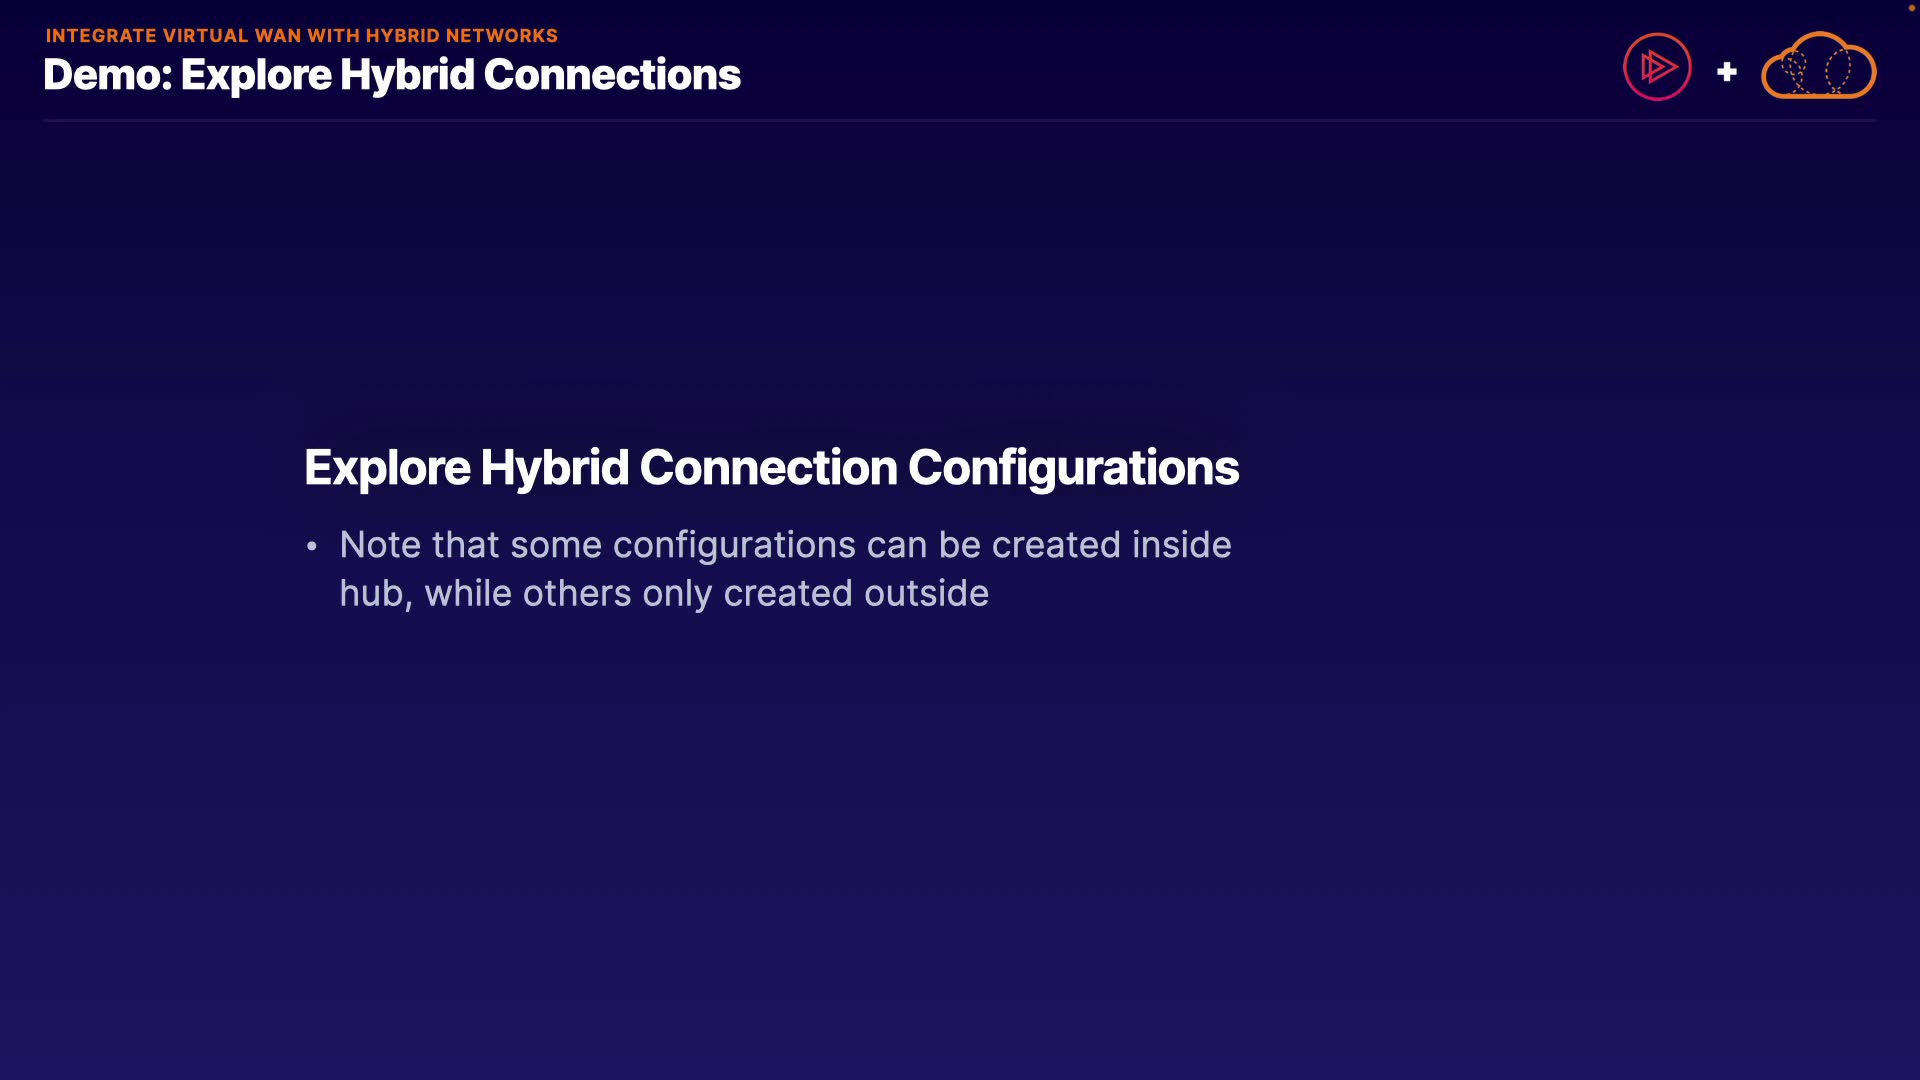 INTEGRATE VIRTUAL WAN WITH HYBRID NETWORKS
Demo: Explore Hybrid Connections
+
Explore Hybrid Connection Configurations
• Note that some configurations can be created inside
hub, while others only created outside